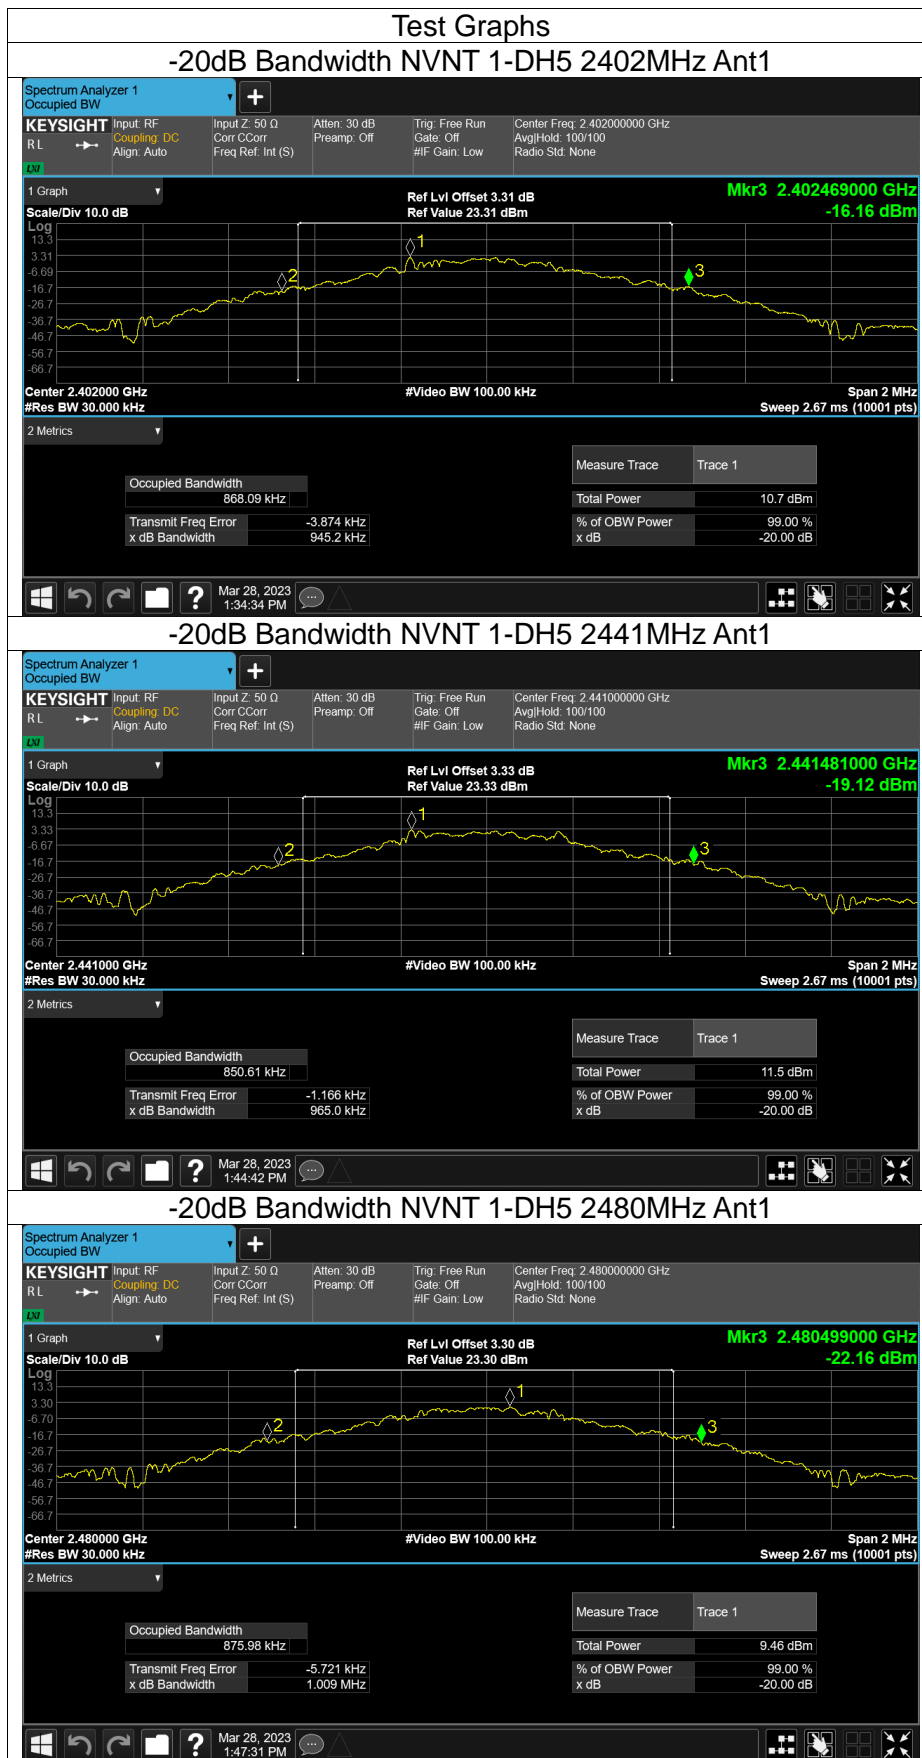 Test Graphs
-20dB Bandwidth NVNT 1-DH5 2402MHz Ant1
Spectrum Analyzer 1
Occupied BW
+
KEYSIGHT Input: RF Input Z: 50 Ω Atten: 30 dB Trig: Free Run Center Freq: 2.402000000 GHz
RL Coupling: DC Corr CCorr Preamp: Off Gate: Off Avg|Hold: 100/100
Align: Auto Freq Ref: Int (S) #IF Gain: Low Radio Std: None
LXI
1 Graph Ref Lvl Offset 3.31 dB Mkr3 2.402469000 GHz
Scale/Div 10.0 dB Ref Value 23.31 dBm -16.16 dBm
Log
13.3
3.31
-6.69
-16.7
-26.7
-36.7
-46.7
-56.7
-66.7
1
2
3
Center 2.402000 GHz #Video BW 100.00 kHz Span 2 MHz
#Res BW 30.000 kHz Sweep 2.67 ms (10001 pts)
2 Metrics
Measure Trace Trace 1
Occupied Bandwidth
868.09 kHz Total Power 10.7 dBm
Transmit Freq Error -3.874 kHz % of OBW Power 99.00 %
x dB Bandwidth 945.2 kHz x dB -20.00 dB
? Mar 28, 2023
1:34:34 PM
-20dB Bandwidth NVNT 1-DH5 2441MHz Ant1
Spectrum Analyzer 1
Occupied BW
+
KEYSIGHT Input: RF Input Z: 50 Ω Atten: 30 dB Trig: Free Run Center Freq: 2.441000000 GHz
RL Coupling: DC Corr CCorr Preamp: Off Gate: Off Avg|Hold: 100/100
Align: Auto Freq Ref: Int (S) #IF Gain: Low Radio Std: None
LXI
1 Graph Ref Lvl Offset 3.33 dB Mkr3 2.441481000 GHz
Scale/Div 10.0 dB Ref Value 23.33 dBm -19.12 dBm
Log
13.3
3.33
-6.67
-16.7
-26.7
-36.7
-46.7
-56.7
-66.7
1
2
3
Center 2.441000 GHz #Video BW 100.00 kHz Span 2 MHz
#Res BW 30.000 kHz Sweep 2.67 ms (10001 pts)
2 Metrics
Measure Trace Trace 1
Occupied Bandwidth
850.61 kHz Total Power 11.5 dBm
Transmit Freq Error -1.166 kHz % of OBW Power 99.00 %
x dB Bandwidth 965.0 kHz x dB -20.00 dB
? Mar 28, 2023
1:44:42 PM
-20dB Bandwidth NVNT 1-DH5 2480MHz Ant1
Spectrum Analyzer 1
Occupied BW
+
KEYSIGHT Input: RF Input Z: 50 Ω Atten: 30 dB Trig: Free Run Center Freq: 2.480000000 GHz
RL Coupling: DC Corr CCorr Preamp: Off Gate: Off Avg|Hold: 100/100
Align: Auto Freq Ref: Int (S) #IF Gain: Low Radio Std: None
LXI
1 Graph Ref Lvl Offset 3.30 dB Mkr3 2.480499000 GHz
Scale/Div 10.0 dB Ref Value 23.30 dBm -22.16 dBm
Log
13.3
3.30
-6.70
-16.7
-26.7
-36.7
-46.7
-56.7
-66.7
1
2
3
Center 2.480000 GHz #Video BW 100.00 kHz Span 2 MHz
#Res BW 30.000 kHz Sweep 2.67 ms (10001 pts)
2 Metrics
Measure Trace Trace 1
Occupied Bandwidth
875.98 kHz Total Power 9.46 dBm
Transmit Freq Error -5.721 kHz % of OBW Power 99.00 %
x dB Bandwidth 1.009 MHz x dB -20.00 dB
? Mar 28, 2023
1:47:31 PM